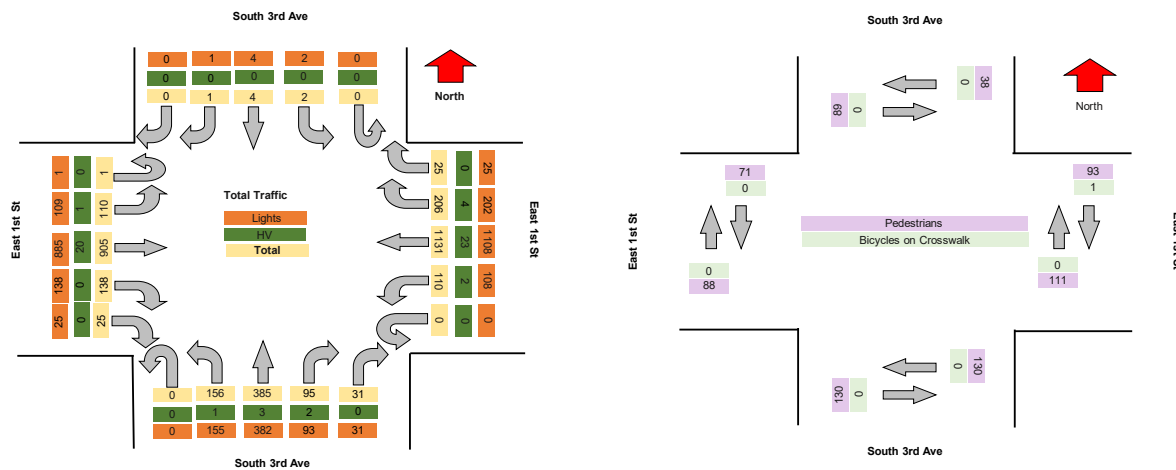 South 3rd Ave
0 1 4 2 0
0 0 0 0 0
0 1 4 2 0
North
East 1st St
1 0 1
109 1 110
885 20 905
138 0 138
25 0 25
Total Traffic
Lights
HV
Total
25 0 25
206 4 202
1131 23 1108
110 2 108
0 0 0
East 1st St
0 156 385 95 31
0 1 3 2 0
0 155 382 93 31
South 3rd Ave
South 3rd Ave
0 38
89 0
North
71
0
93
1
East 1st St
Pedestrians
Bicycles on Crosswalk
0
88
0
111
0 130
130 0
South 3rd Ave